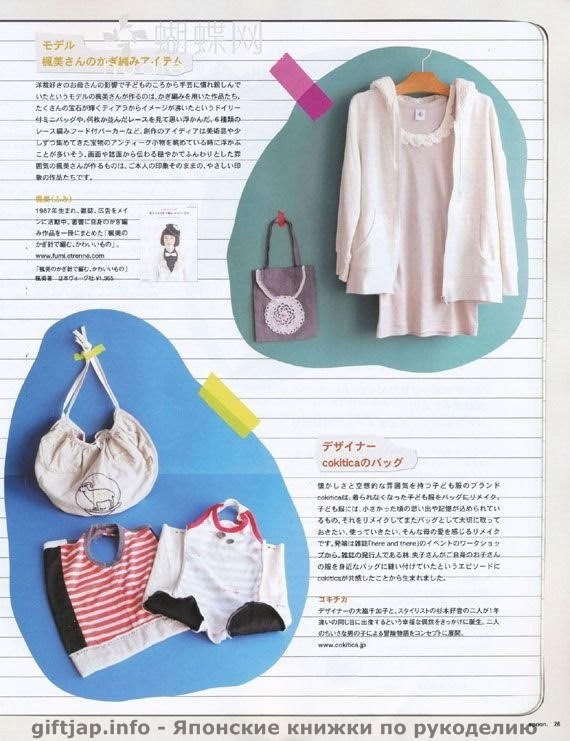 蝴蝶网
モデル
楓美さんのかぎ編みアイテム
洋裁好きのお母さんの影響で子どものころから手芸に慣れ親しんで
いたというモデルの楓美さんが作るのは、かぎ編みを用いた作品たち。
たくさんの宝石が輝くティアラからイメージが沸いたというドイリー
付ミニバッグや、何枚か並んだレースを見て思い浮かんだ、6種類の
レース編みフード付パーカーなど、創作のアイディアは美術品や少
しずつ集めてきた宝物のアンティーク小物を眺めている時に浮かぶ
ことが多いそう。画面や誌面から伝わる穏やかでふんわりとした雰
囲気の楓美さんが作るものは、ご本人の印象そのままの、やさしい印
象の作品たちです。
楓美(ふみ)
1987年生まれ。雑誌、広告をメイ
ンに活動中。著書に自身のかぎ編
み作品を一冊にまとめた「楓美の
かぎ針で編む、かわいいもの」。
www.fumi.etrenne.com
「楓美のかぎ針で編む、かわいいもの」
楓美著 日本ヴォーグ社 ¥1,365
デザイナー
cokiticaのバッグ
懐かしさと空想的な雰囲気を持つ子ども服のブランド
cokiticaは、着られなくなった子ども服をバッグにリメイク。
子ども服には、小さかった頃の思い出や記憶が込められてい
るもの。それをリメイクしてまたバッグとして大切に取って
おきたい、使っていきたい、そんな母の愛を感じるリメイク
です。発端は雑誌「here and there」のイベントのワークショッ
プから。雑誌の発行人である林 央子さんがご自身のお子さん
の服を身近なバッグに縫い付けていたというエピソードに
cokiticaが共感したことから生まれました。
コキチカ
デザイナーの大脇千加子と、スタイリストの杉本好音の二人が1年
違いの同じ日に出産するという幸福な偶然をきっかけに誕生。二人
のちいさな男の子による冒険物語をコンセプトに展開。
www.cokitica.jp
spoon. 26
giftjap.info - Японские книжки по рукоделию